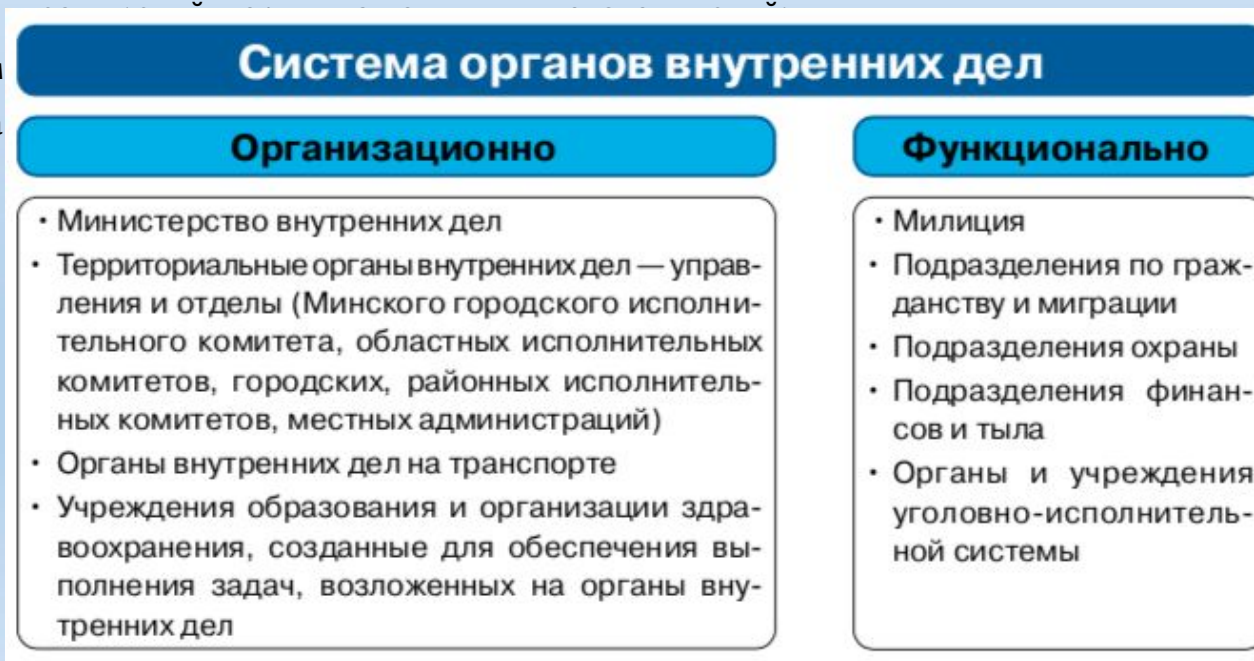 Система органов внутренних дел
Организационно
• Министерство внутренних дел
• Территориальные органы внутренних дел — управ-
ления и отделы (Минского городского исполни-
тельного комитета, областных исполнительных
комитетов, городских, районных исполнитель-
ных комитетов, местных администраций)
• Органы внутренних дел на транспорте
• Учреждения образования и организации здра-
воохранения, созданные для обеспечения вы-
полнения задач, возложенных на органы вну-
тренних дел
Функционально
• Милиция
• Подразделения по граж-
данству и миграции
• Подразделения охраны
• Подразделения финан-
сов и тыла
• Органы и учреждения
уголовно-исполнитель-
ной системы